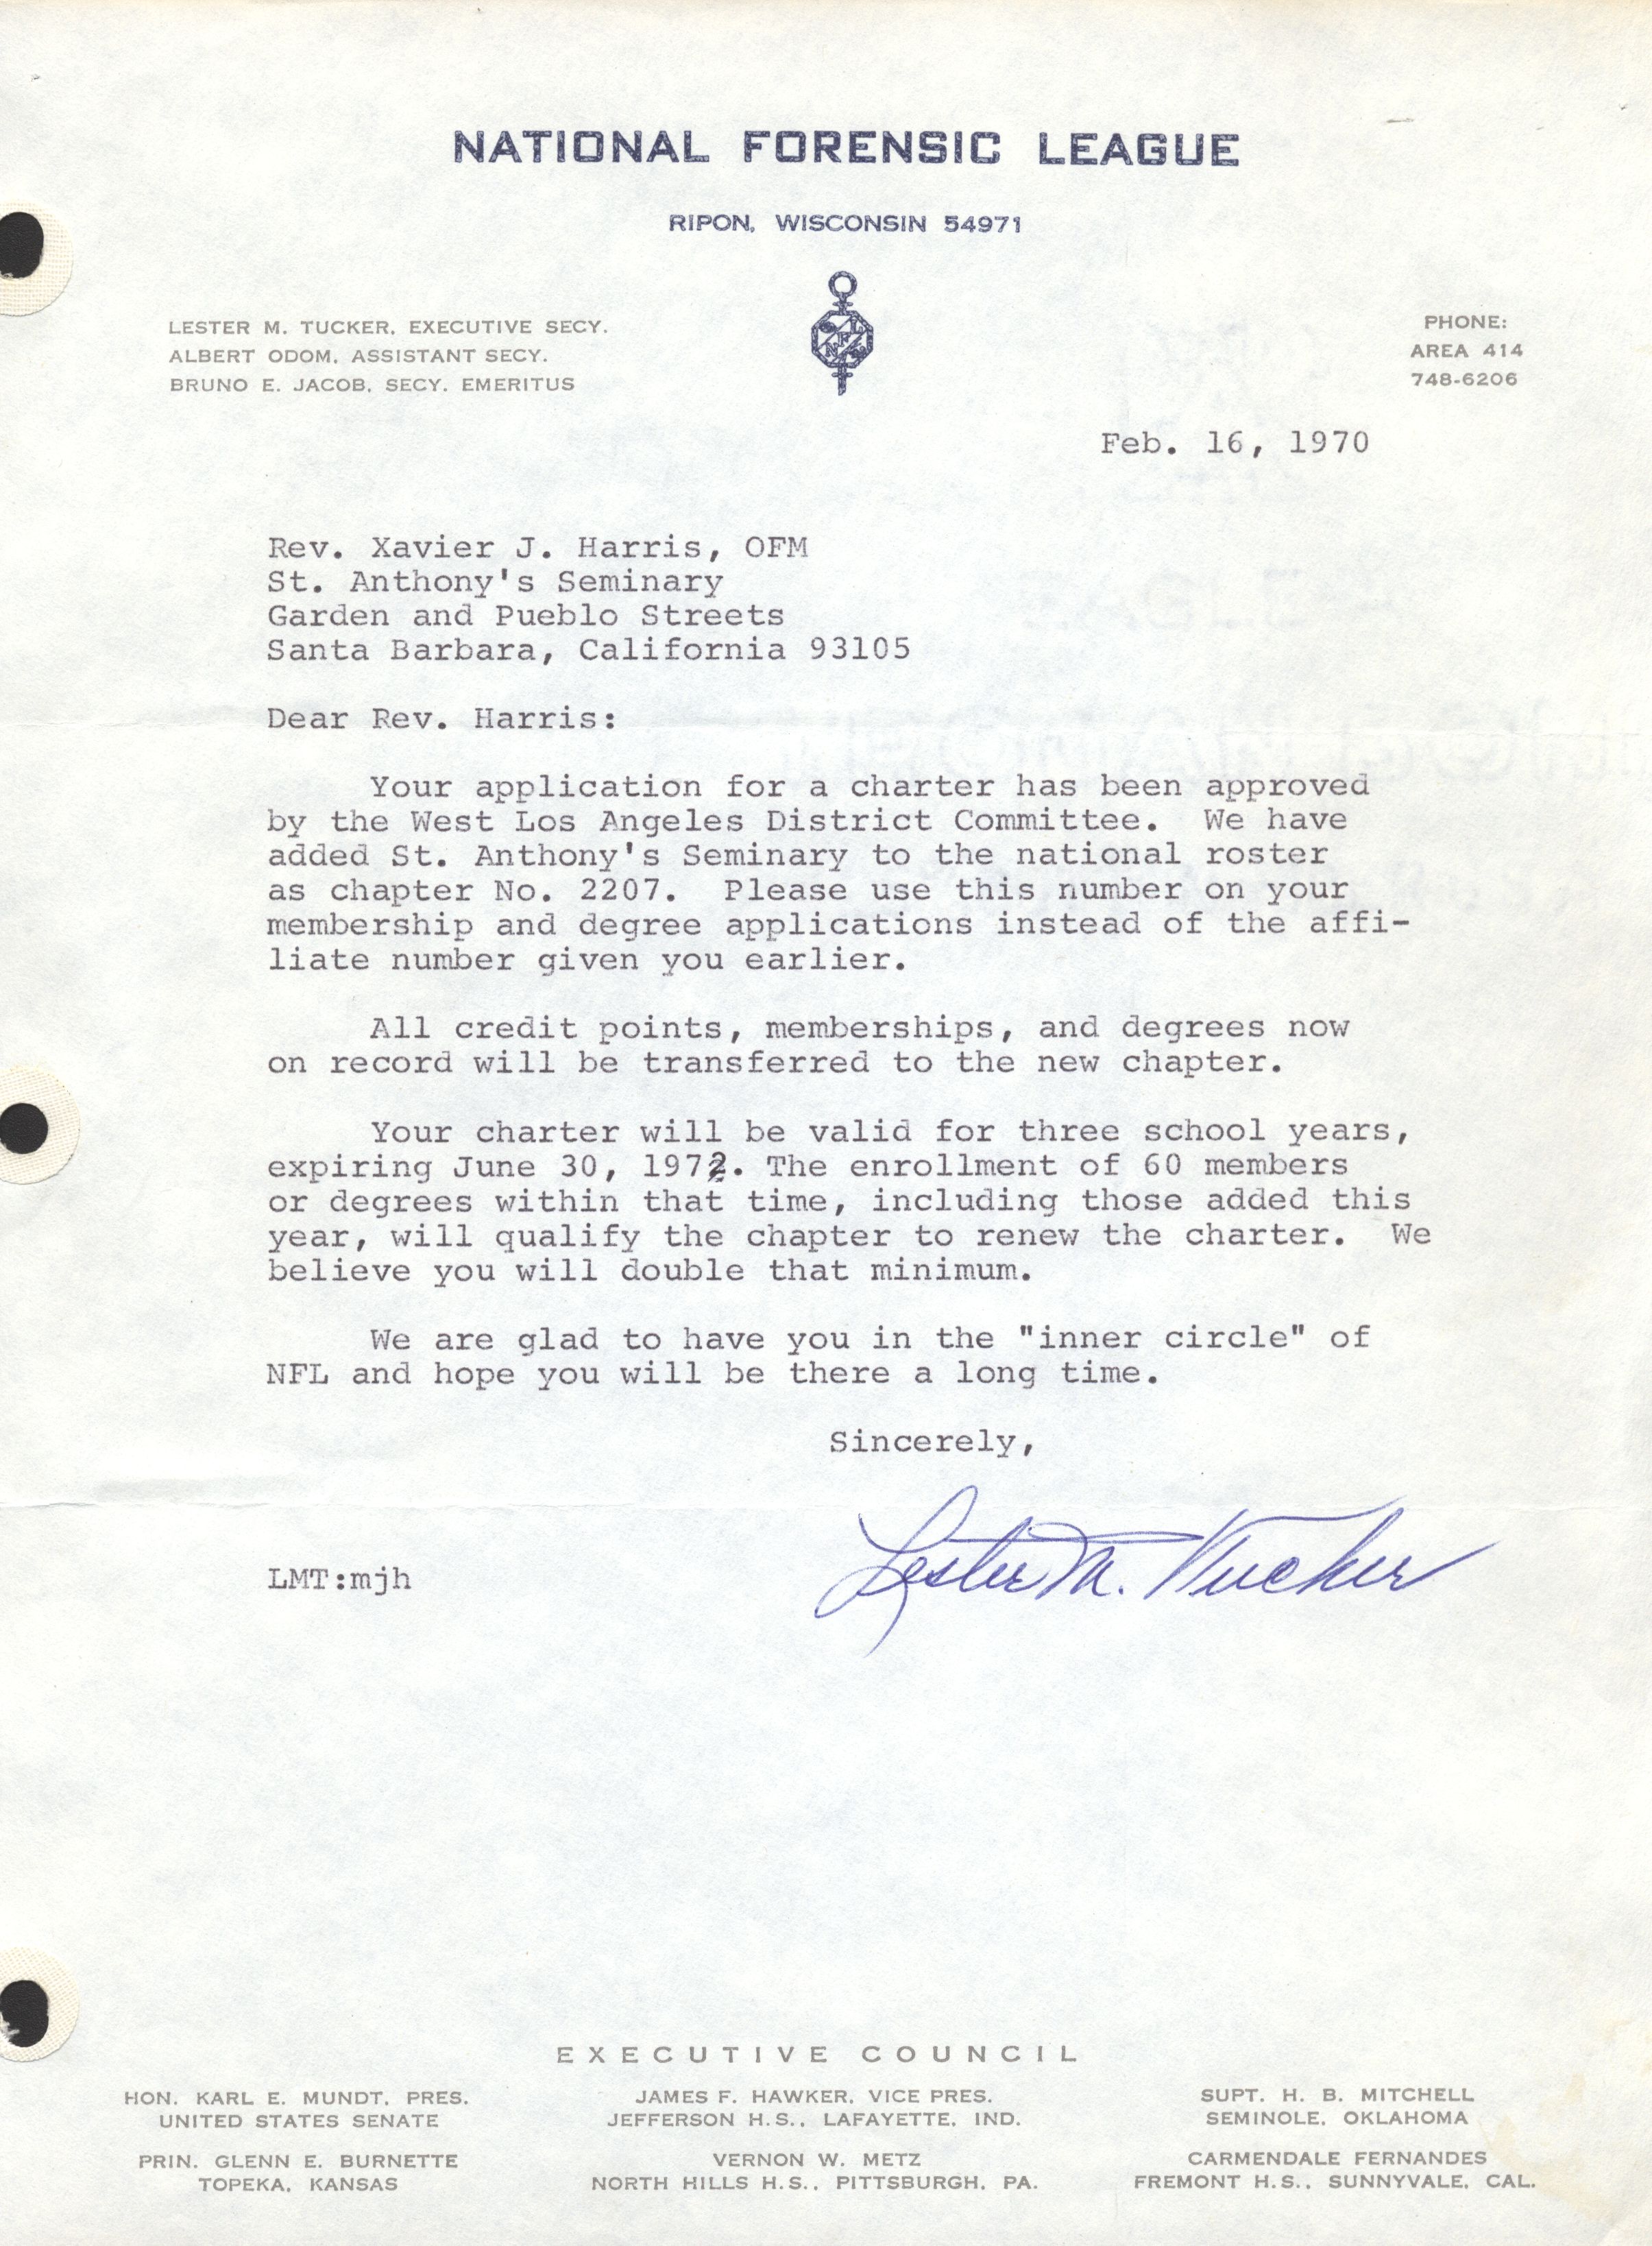 NATIONAL FORENSIC LEAGUE
RIPON, WISCONSIN 54971
LESTER M. TUCKER, EXECUTIVE SECY.
ALBERT ODOM, ASSISTANT SECY.
BRUNO E. JACOB, SECY. EMERITUS
PHONE:
AREA 414
748-6206
Feb. 16, 1970
Rev. Xavier J. Harris, OFM
St. Anthony's Seminary
Garden and Pueblo Streets
Santa Barbara, California 93105
Dear Rev. Harris:
Your application for a charter has been approved
by the West Los Angeles District Committee. We have
added St. Anthony's Seminary to the national roster
as chapter No. 2207. Please use this number on your
membership and degree applications instead of the affi-
liate number given you earlier.
All credit points, memberships, and degrees now
on record will be transferred to the new chapter.
Your charter will be valid for three school years,
expiring June 30, 1972. The enrollment of 60 members
or degrees within that time, including those added this
year, will qualify the chapter to renew the charter. We
believe you will double that minimum.
We are glad to have you in the "inner circle" of
NFL and hope you will be there a long time.
Sincerely,
Lester M. Tucker
LMT:mjh
EXECUTIVE COUNCIL
HON. KARL E. MUNDT, PRES.
UNITED STATES SENATE
PRIN. GLENN E. BURNETTE
TOPEKA, KANSAS
JAMES F. HAWKER, VICE PRES.
JEFFERSON H.S., LAFAYETTE, IND.
VERNON W. METZ
NORTH HILLS H.S., PITTSBURGH, PA.
SUPT. H. B. MITCHELL
SEMINOLE, OKLAHOMA
CARMENDALE FERNANDES
FREMONT H.S., SUNNYVALE, CAL.